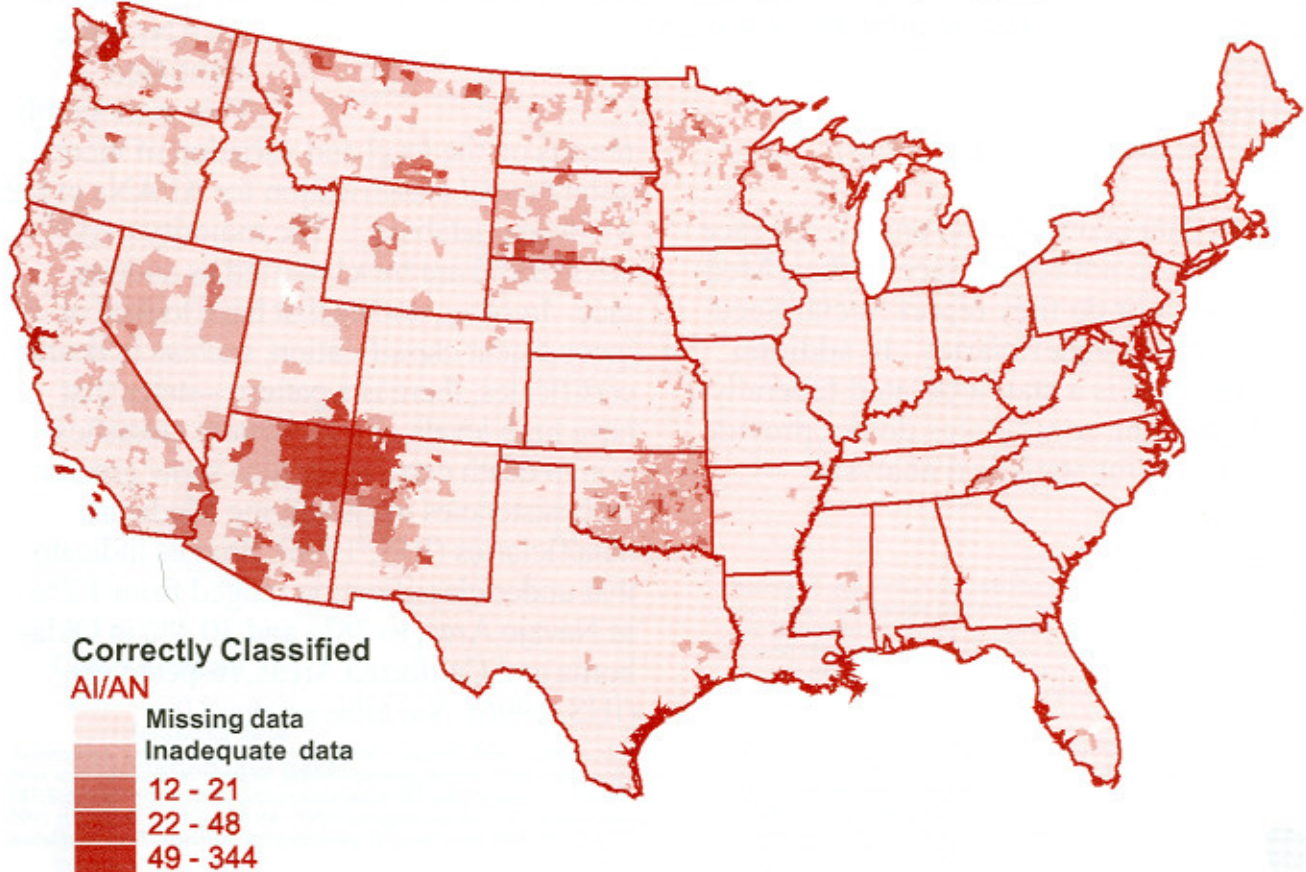 Correctly Classified
AI/AN
Missing data
Inadequate data
12 - 21
22 - 48
49 - 344